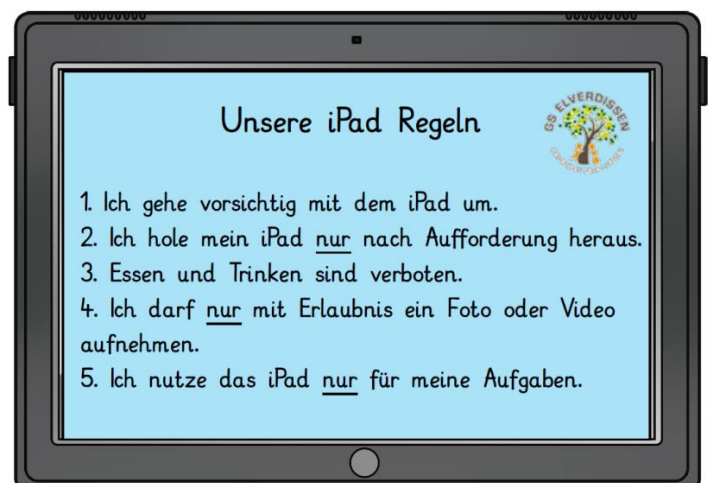 Unsere iPad Regeln
GS ELVERDISSEN
1. Ich gehe vorsichtig mit dem iPad um.
2. Ich hole mein iPad nur nach Aufforderung heraus.
3. Essen und Trinken sind verboten.
4. Ich darf nur mit Erlaubnis ein Foto oder Video
aufnehmen.
5. Ich nutze das iPad nur für meine Aufgaben.